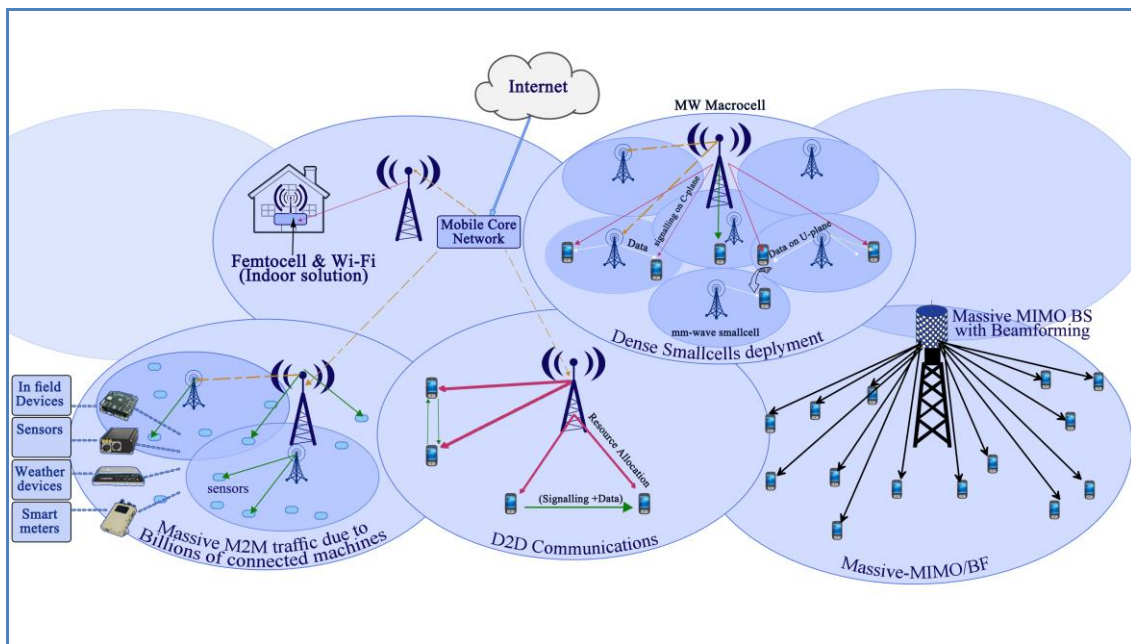 Internet
MW Macrocell
signalling on C-plane
Data
Data on U-plane
mm-wave smallcell
Dense Smallcells deplyment
Mobile Core
Network
Femtocell & Wi-Fi
(Indoor solution)
Massive MIMO BS
with Beamforming
In field
Devices
Sensors
Weather
devices
Smart
meters
sensors
Massive M2M traffic due to
Billions of connected machines
Resource Allocation
(Signalling +Data)
D2D Communications
Massive-MIMO/BF